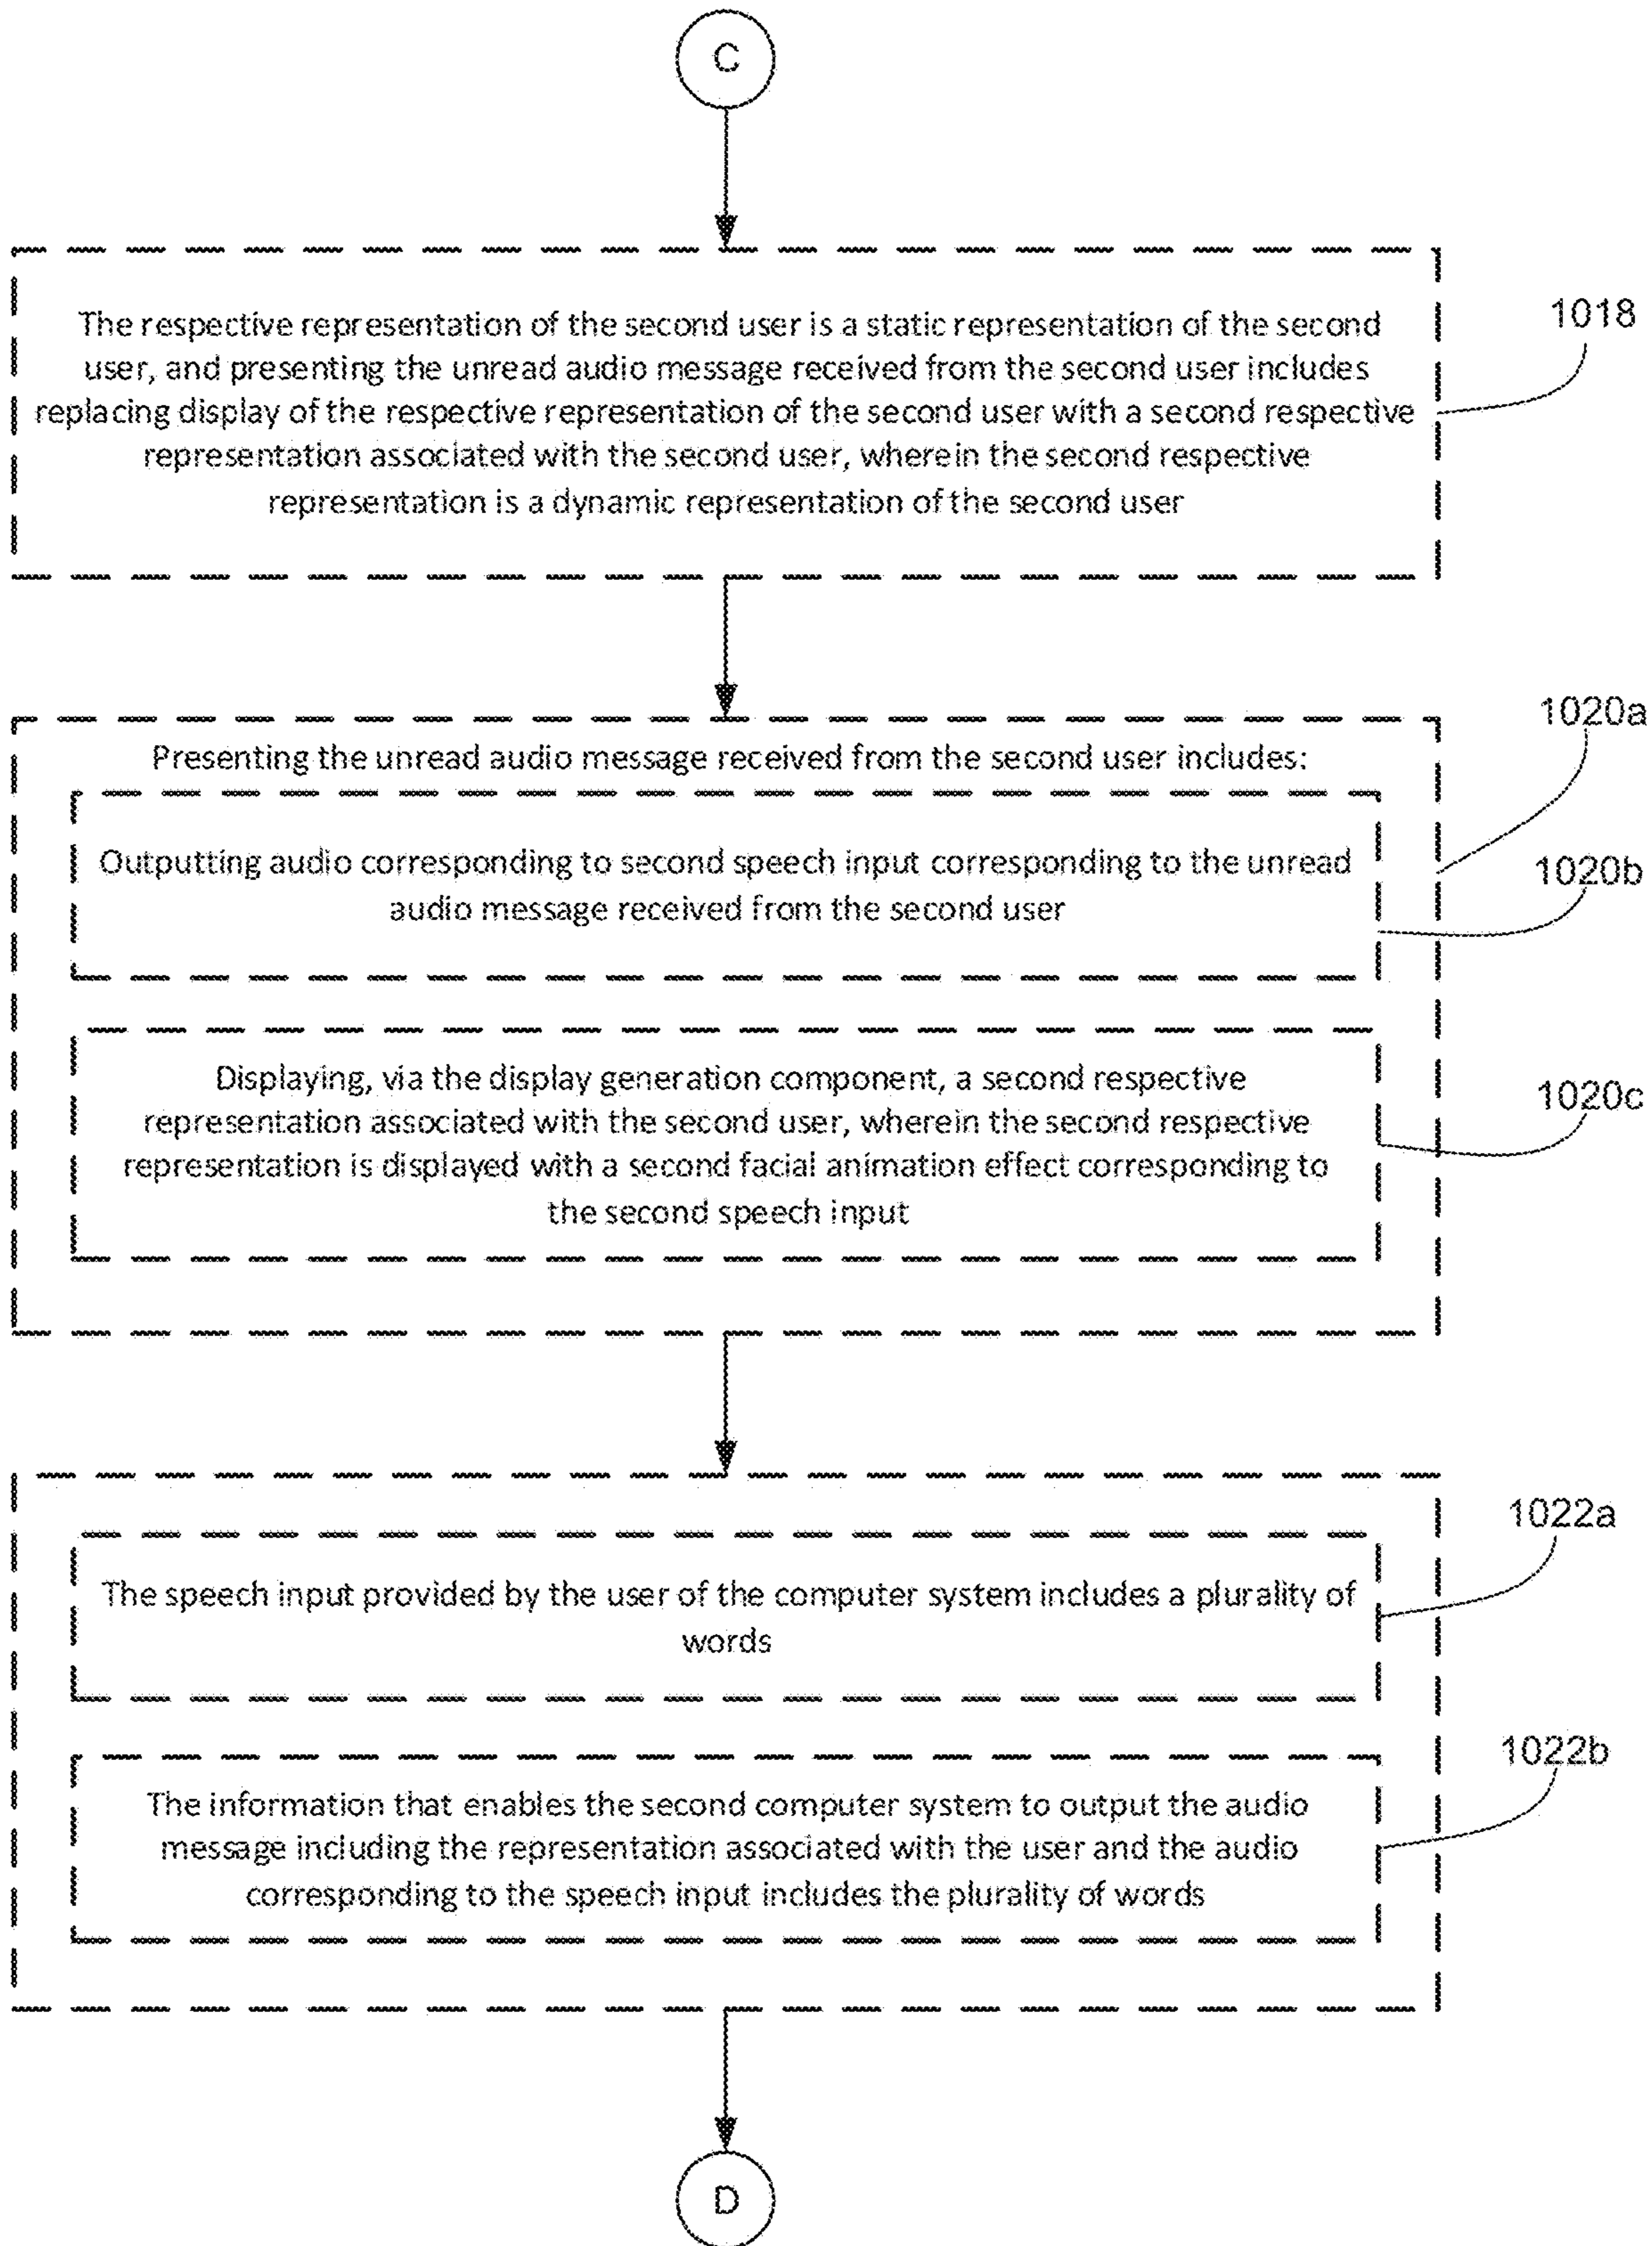 C
The respective representation of the second user is a static representation of the second
user, and presenting the unread audio message received from the second user includes
replacing display of the respective representation of the second user with a second respective
representation associated with the second user, wherein the second respective
representation is a dynamic representation of the second user
1018
Presenting the unread audio message received from the second user includes:
1020a
Outputting audio corresponding to second speech input corresponding to the unread
audio message received from the second user
1020b
Displaying, via the display generation component, a second respective
representation associated with the second user, wherein the second respective
representation is displayed with a second facial animation effect corresponding to
the second speech input
1020c
The speech input provided by the user of the computer system includes a plurality of
words
1022a
The information that enables the second computer system to output the audio
message including the representation associated with the user and the audio
corresponding to the speech input includes the plurality of words
1022b
D